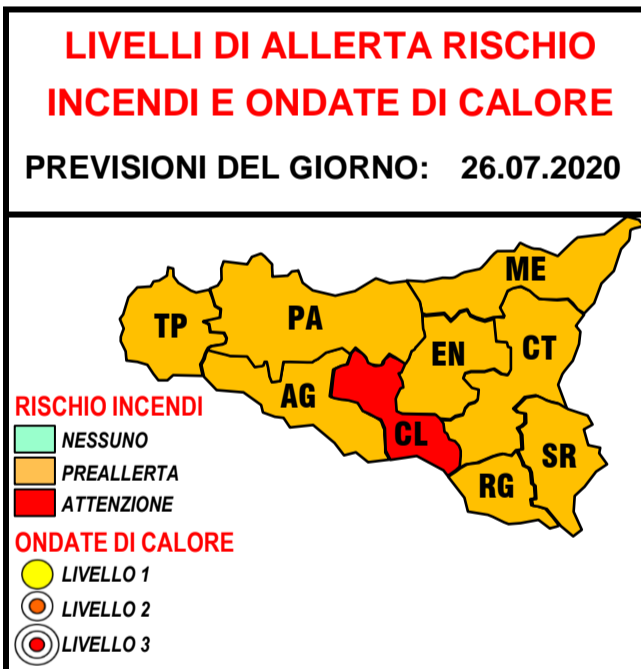 LIVELLI DI ALLERTA RISCHIO
INCENDI E ONDATE DI CALORE
PREVISIONI DEL GIORNO: 26.07.2020
ME
TP
PA
EN
CT
AG
CL
SR
RG
RISCHIO INCENDI
NESSUNO
PREALLERTA
ATTENZIONE
ONDATE DI CALORE
LIVELLO 1
LIVELLO 2
LIVELLO 3